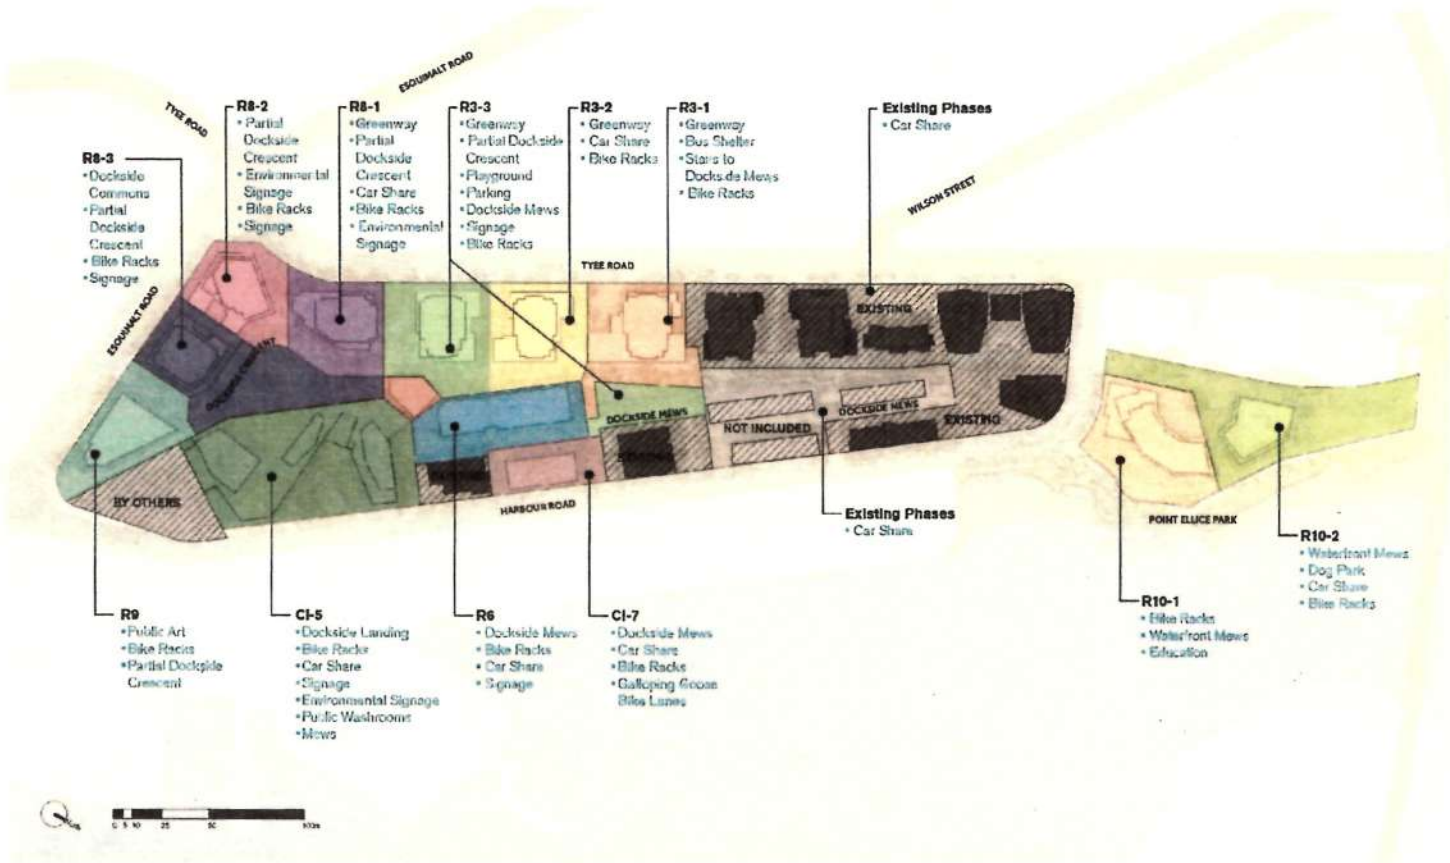 ESQUIMALT ROAD
TYEE ROAD
R8-2
• Partial
Dockside
Crescent
• Environmental
Signage
• Bike Racks
• Signage
R8-1
• Greenway
• Partial
Dockside
Crescent
• Car Share
• Bike Racks
• Environmental
Signage
R3-3
• Greenway
• Partial Dockside
Crescent
• Playground
• Parking
• Dockside Mews
• Signage
• Bike Racks
R3-2
• Greenway
• Car Share
• Bike Racks
R3-1
• Greenway
• Bus Shelter
• Stairs to
Dockside Mews
• Bike Racks
Existing Phases
• Car Share
R8-3
• Dockside
Commons
• Partial
Dockside
Crescent
• Bike Racks
• Signage
WILSON STREET
TYEE ROAD
ESQUIMALT ROAD
EXISTING
DOCKSIDE CRESCENT
DOCKSIDE MEWS
DOCKSIDE MEWS
NOT INCLUDED
EXISTING
BY OTHERS
HARBOUR ROAD
POINT ELLICE PARK
Existing Phases
• Car Share
R10-2
• Waterfront Mews
• Dog Park
• Car Share
• Bike Racks
R10-1
• Bike Racks
• Waterfront Mews
• Education
R9
• Public Art
• Bike Racks
• Partial Dockside
Crescent
CI-5
• Dockside Landing
• Bike Racks
• Car Share
• Signage
• Environmental Signage
• Public Washrooms
• Mews
R6
• Dockside Mews
• Bike Racks
• Car Share
• Signage
CI-7
• Dockside Mews
• Car Share
• Bike Racks
• Galloping Goose
Bike Lanes
0 5 10 25 50 100m